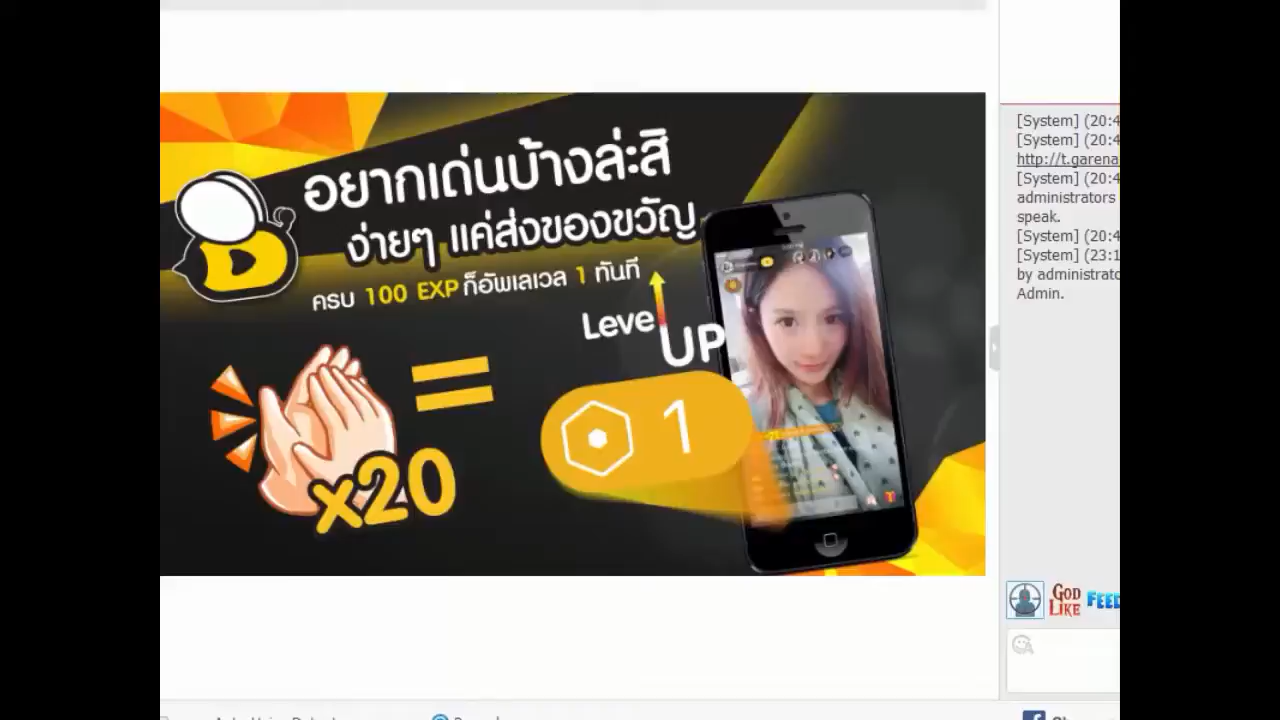 อยากเด่นบ้างล่ะสิ
ง่ายๆ แค่ส่งของขวัญ
ครบ 100 EXP ก็อัพเลเวล 1 ทันที
Level
UP
x20
=
1
[System] (20:4
[System] (20:4
http://t.garena
[System] (20:4
administrators
speak.
[System] (20:4
[System] (23:1
by administrato
Admin.
GOD
LIKE
FEED